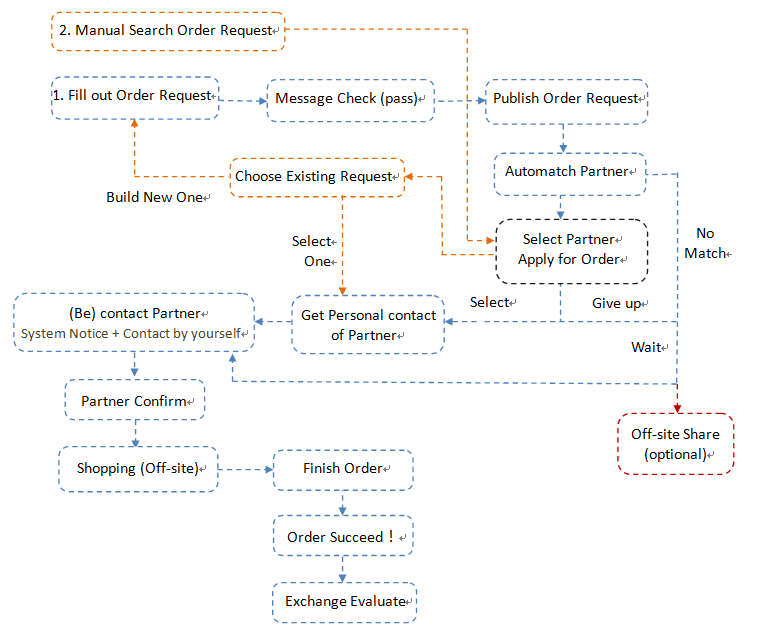 2. Manual Search Order Request
1. Fill out Order Request
Message Check (pass)
Publish Order Request
Automatch Partner
Choose Existing Request
Build New One
Select Partner
Apply for Order
No
Match
Select
One
Select
Give up
(Be) contact Partner
System Notice + Contact by yourself
Get Personal contact
of Partner
Wait
Partner Confirm
Off-site Share
(optional)
Shopping (Off-site)
Finish Order
Order Succeed！
Exchange Evaluate